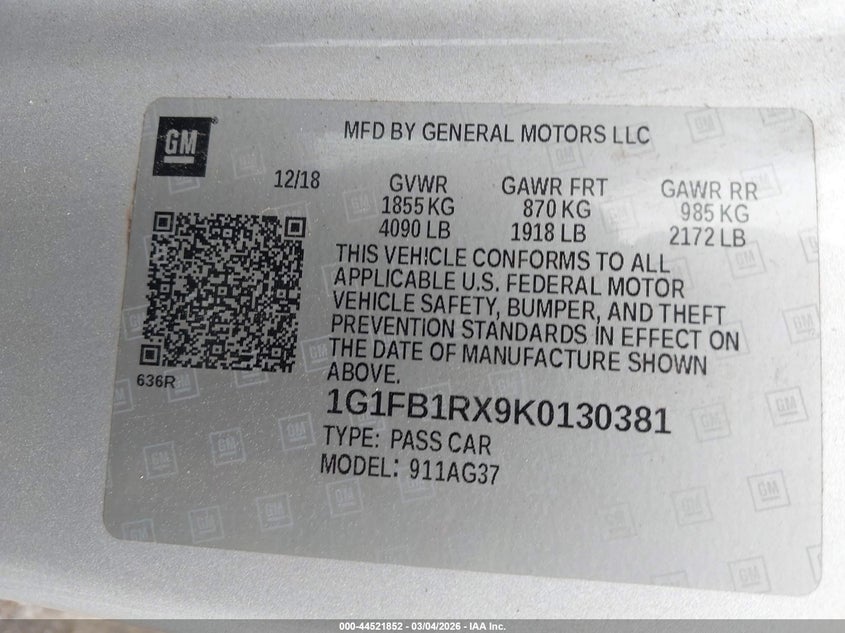 GM
MFD BY GENERAL MOTORS LLC
12/18
GVWR GAWR FRT GAWR RR
1855 KG 870 KG 985 KG
4090 LB 1918 LB 2172 LB
THIS VEHICLE CONFORMS TO ALL
APPLICABLE U.S. FEDERAL MOTOR
VEHICLE SAFETY, BUMPER, AND THEFT
PREVENTION STANDARDS IN EFFECT ON
THE DATE OF MANUFACTURE SHOWN
ABOVE.
636R
1G1FB1RX9K0130381
TYPE: PASS CAR
MODEL: 911AG37
000-44521852 — 03/04/2026 — IAA Inc.